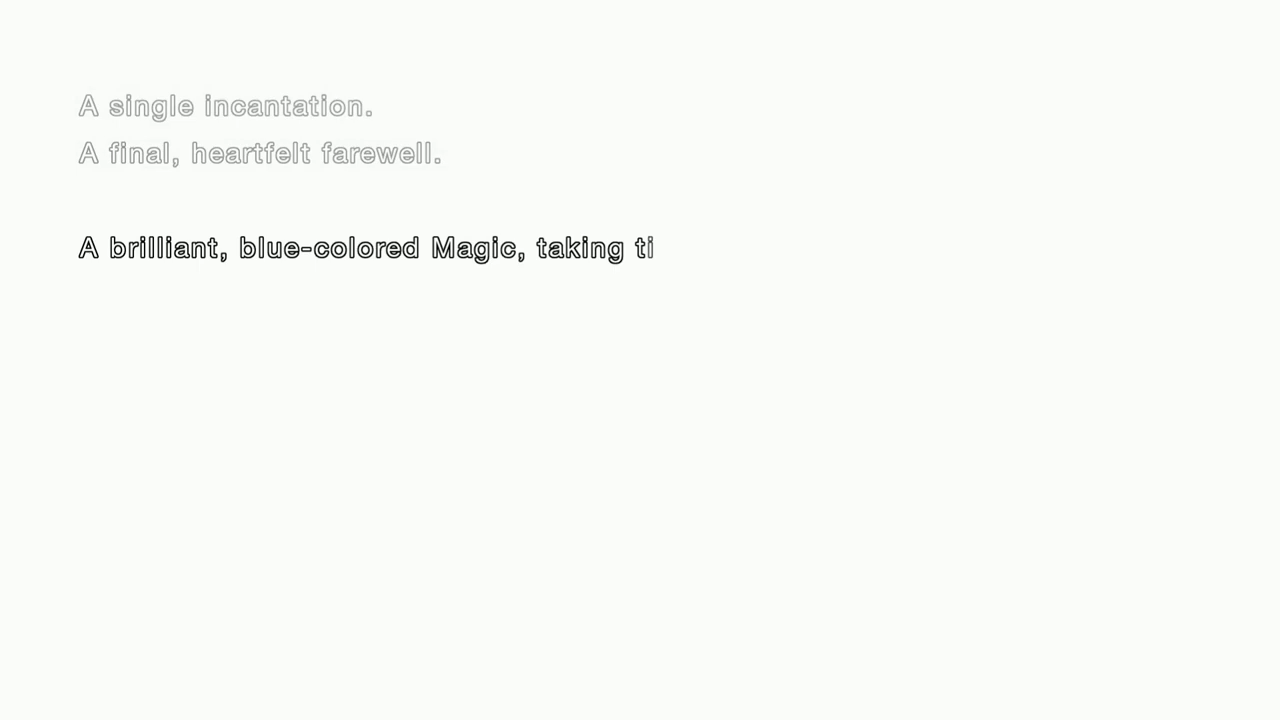 A single incantation.
A final, heartfelt farewell.
A brilliant, blue-colored Magic, taking ti